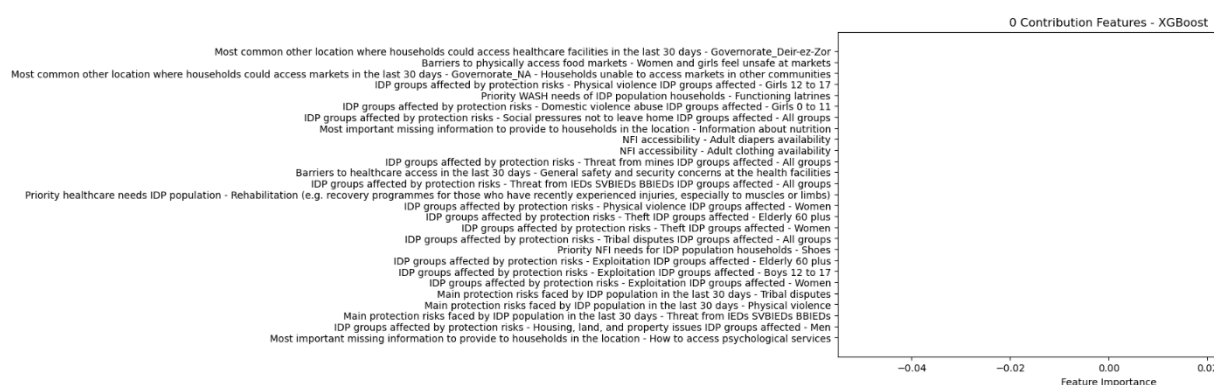 0 Contribution Features - XGBoost
Most common other location where households could access healthcare facilities in the last 30 days - Governorate_Deir-ez-Zor
Barriers to physically access food markets - Women and girls feel unsafe at markets
Most common other location where households could access markets in the last 30 days - Governorate_NA - Households unable to access markets in other communities
IDP groups affected by protection risks - Physical violence IDP groups affected - Girls 12 to 17
Priority WASH needs of IDP population households - Functioning latrines
IDP groups affected by protection risks - Domestic violence abuse IDP groups affected - Girls 0 to 11
IDP groups affected by protection risks - Social pressures not to leave home IDP groups affected - All groups
Most important missing information to provide to households in the location - Information about nutrition
NFI accessibility - Adult diapers availability
NFI accessibility - Adult clothing availability
IDP groups affected by protection risks - Threat from mines IDP groups affected - All groups
Barriers to healthcare access in the last 30 days - General safety and security concerns at the health facilities
IDP groups affected by protection risks - Threat from IEDs SVBIEDs BBIEDs IDP groups affected - All groups
Priority healthcare needs IDP population - Rehabilitation (e.g. recovery programmes for those who have recently experienced injuries, especially to muscles or limbs)
IDP groups affected by protection risks - Physical violence IDP groups affected - Women
IDP groups affected by protection risks - Theft IDP groups affected - Elderly 60 plus
IDP groups affected by protection risks - Theft IDP groups affected - Women
IDP groups affected by protection risks - Tribal disputes IDP groups affected - All groups
Priority NFI needs for IDP population households - Shoes
IDP groups affected by protection risks - Exploitation IDP groups affected - Elderly 60 plus
IDP groups affected by protection risks - Exploitation IDP groups affected - Boys 12 to 17
IDP groups affected by protection risks - Exploitation IDP groups affected - Women
Main protection risks faced by IDP population in the last 30 days - Tribal disputes
Main protection risks faced by IDP population in the last 30 days - Physical violence
Main protection risks faced by IDP population in the last 30 days - Threat from IEDs SVBIEDs BBIEDs
IDP groups affected by protection risks - Housing, land, and property issues IDP groups affected - Men
Most important missing information to provide to households in the location - How to access psychological services
−0.04 −0.02 0.00 0.02
Feature Importance